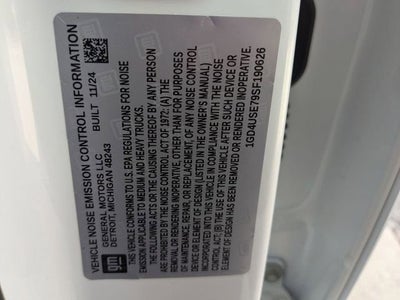 VEHICLE NOISE EMISSION CONTROL INFORMATION
GENERAL MOTORS LLC BUILT 11/24
DETROIT, MICHIGAN 48243
THIS VEHICLE CONFORMS TO U.S. EPA REGULATIONS FOR NOISE
EMISSION APPLICABLE TO MEDIUM AND HEAVY TRUCKS.
THE FOLLOWING ACTS OR THE CAUSING THEREOF BY ANY PERSON
ARE PROHIBITED BY THE NOISE CONTROL ACT OF 1972: (A) THE
REMOVAL OR RENDERING INOPERATIVE, OTHER THAN FOR PURPOSES
OF MAINTENANCE, REPAIR, OR REPLACEMENT, OF ANY NOISE CONTROL
DEVICE OR ELEMENT OF DESIGN (LISTED IN THE OWNER'S MANUAL)
INCORPORATED INTO THIS VEHICLE IN COMPLIANCE WITH THE NOISE CONTROL
ACT; (B) THE USE OF THIS VEHICLE AFTER SUCH DEVICE OR
ELEMENT OF DESIGN HAS BEEN REMOVED OR RENDERED INOPERATIVE.
gm
1GD4USE79SF190626